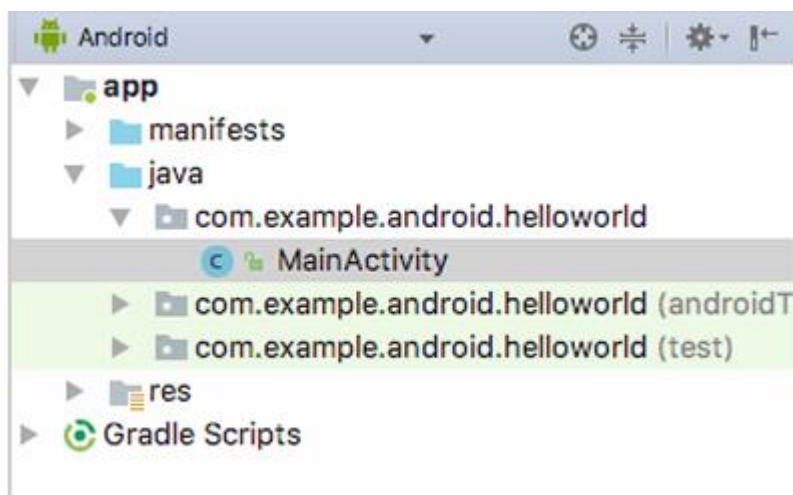 Android
app
manifests
java
com.example.android.helloworld
C MainActivity
com.example.android.helloworld (androidT
com.example.android.helloworld (test)
res
Gradle Scripts